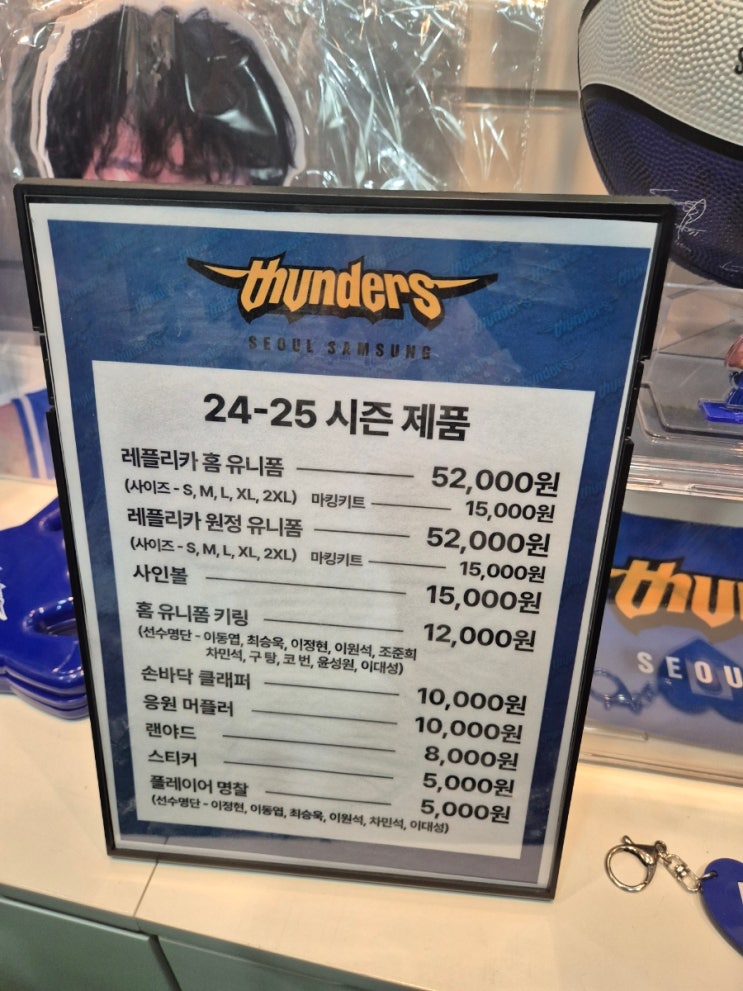 thunders
SEOUL SAMSUNG
24-25 시즌 제품
레플리카 홈 유니폼 52,000원
(사이즈 - S, M, L, XL, 2XL) 마킹키트 15,000원
레플리카 원정 유니폼 52,000원
(사이즈 - S, M, L, XL, 2XL) 마킹키트 15,000원
사인볼 15,000원
홈 유니폼 키링 12,000원
(선수명단 - 이동엽, 최승욱, 이정현, 이원석, 조준희
차민석, 구 탕, 코 번, 윤성원, 이대성)
손바닥 클래퍼 10,000원
응원 머플러 10,000원
랜야드 8,000원
스티커 5,000원
플레이어 명찰 5,000원
(선수명단 - 이정현, 이동엽, 최승욱, 이원석, 차민석, 이대성)
thu
SEOU